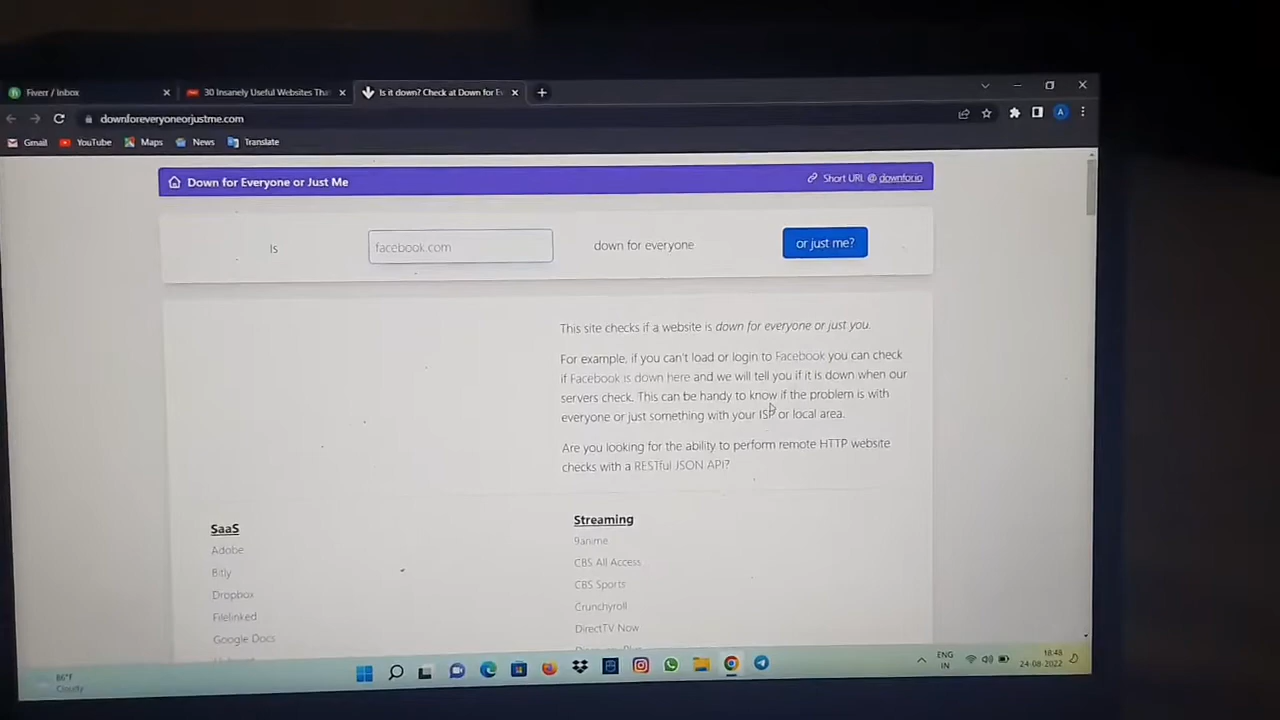 Fiverr / Inbox
30 Insanely Useful Websites Tha
Is it down? Check at Down for Ev
downforeveryoneorjustme.com
Gmail
YouTube
Maps
News
Translate
Down for Everyone or Just Me
Short URL @ downfor.io
Is
facebook.com
down for everyone
or just me?
This site checks if a website is down for everyone or just you.
For example, if you can't load or login to Facebook you can check
if Facebook is down here and we will tell you if it is down when our
servers check. This can be handy to know if the problem is with
everyone or just something with your ISP or local area.
Are you looking for the ability to perform remote HTTP website
checks with a RESTful JSON API?
SaaS
Adobe
Bitly
Dropbox
Filelinked
Google Docs
Streaming
9anime
CBS All Access
CBS Sports
Crunchyroll
DirectTV Now
86°F
Cloudy
ENG
IN
18:48
24-08-2022
A